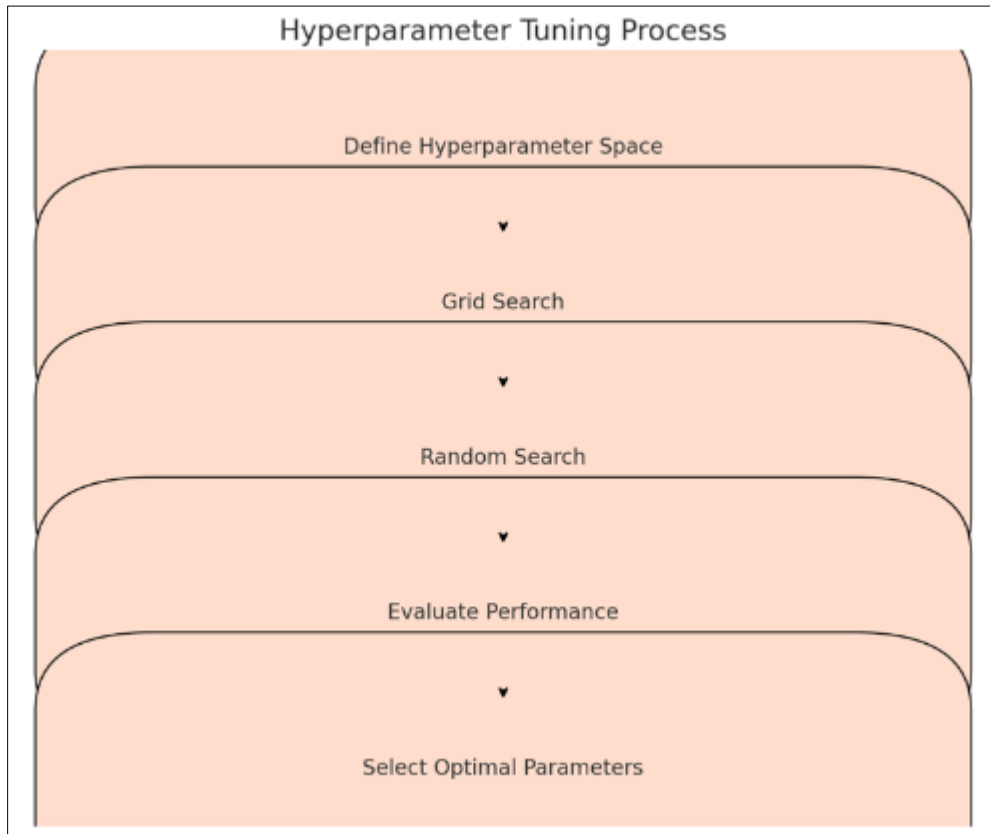 Hyperparameter Tuning Process
Define Hyperparameter Space
Grid Search
Random Search
Evaluate Performance
Select Optimal Parameters